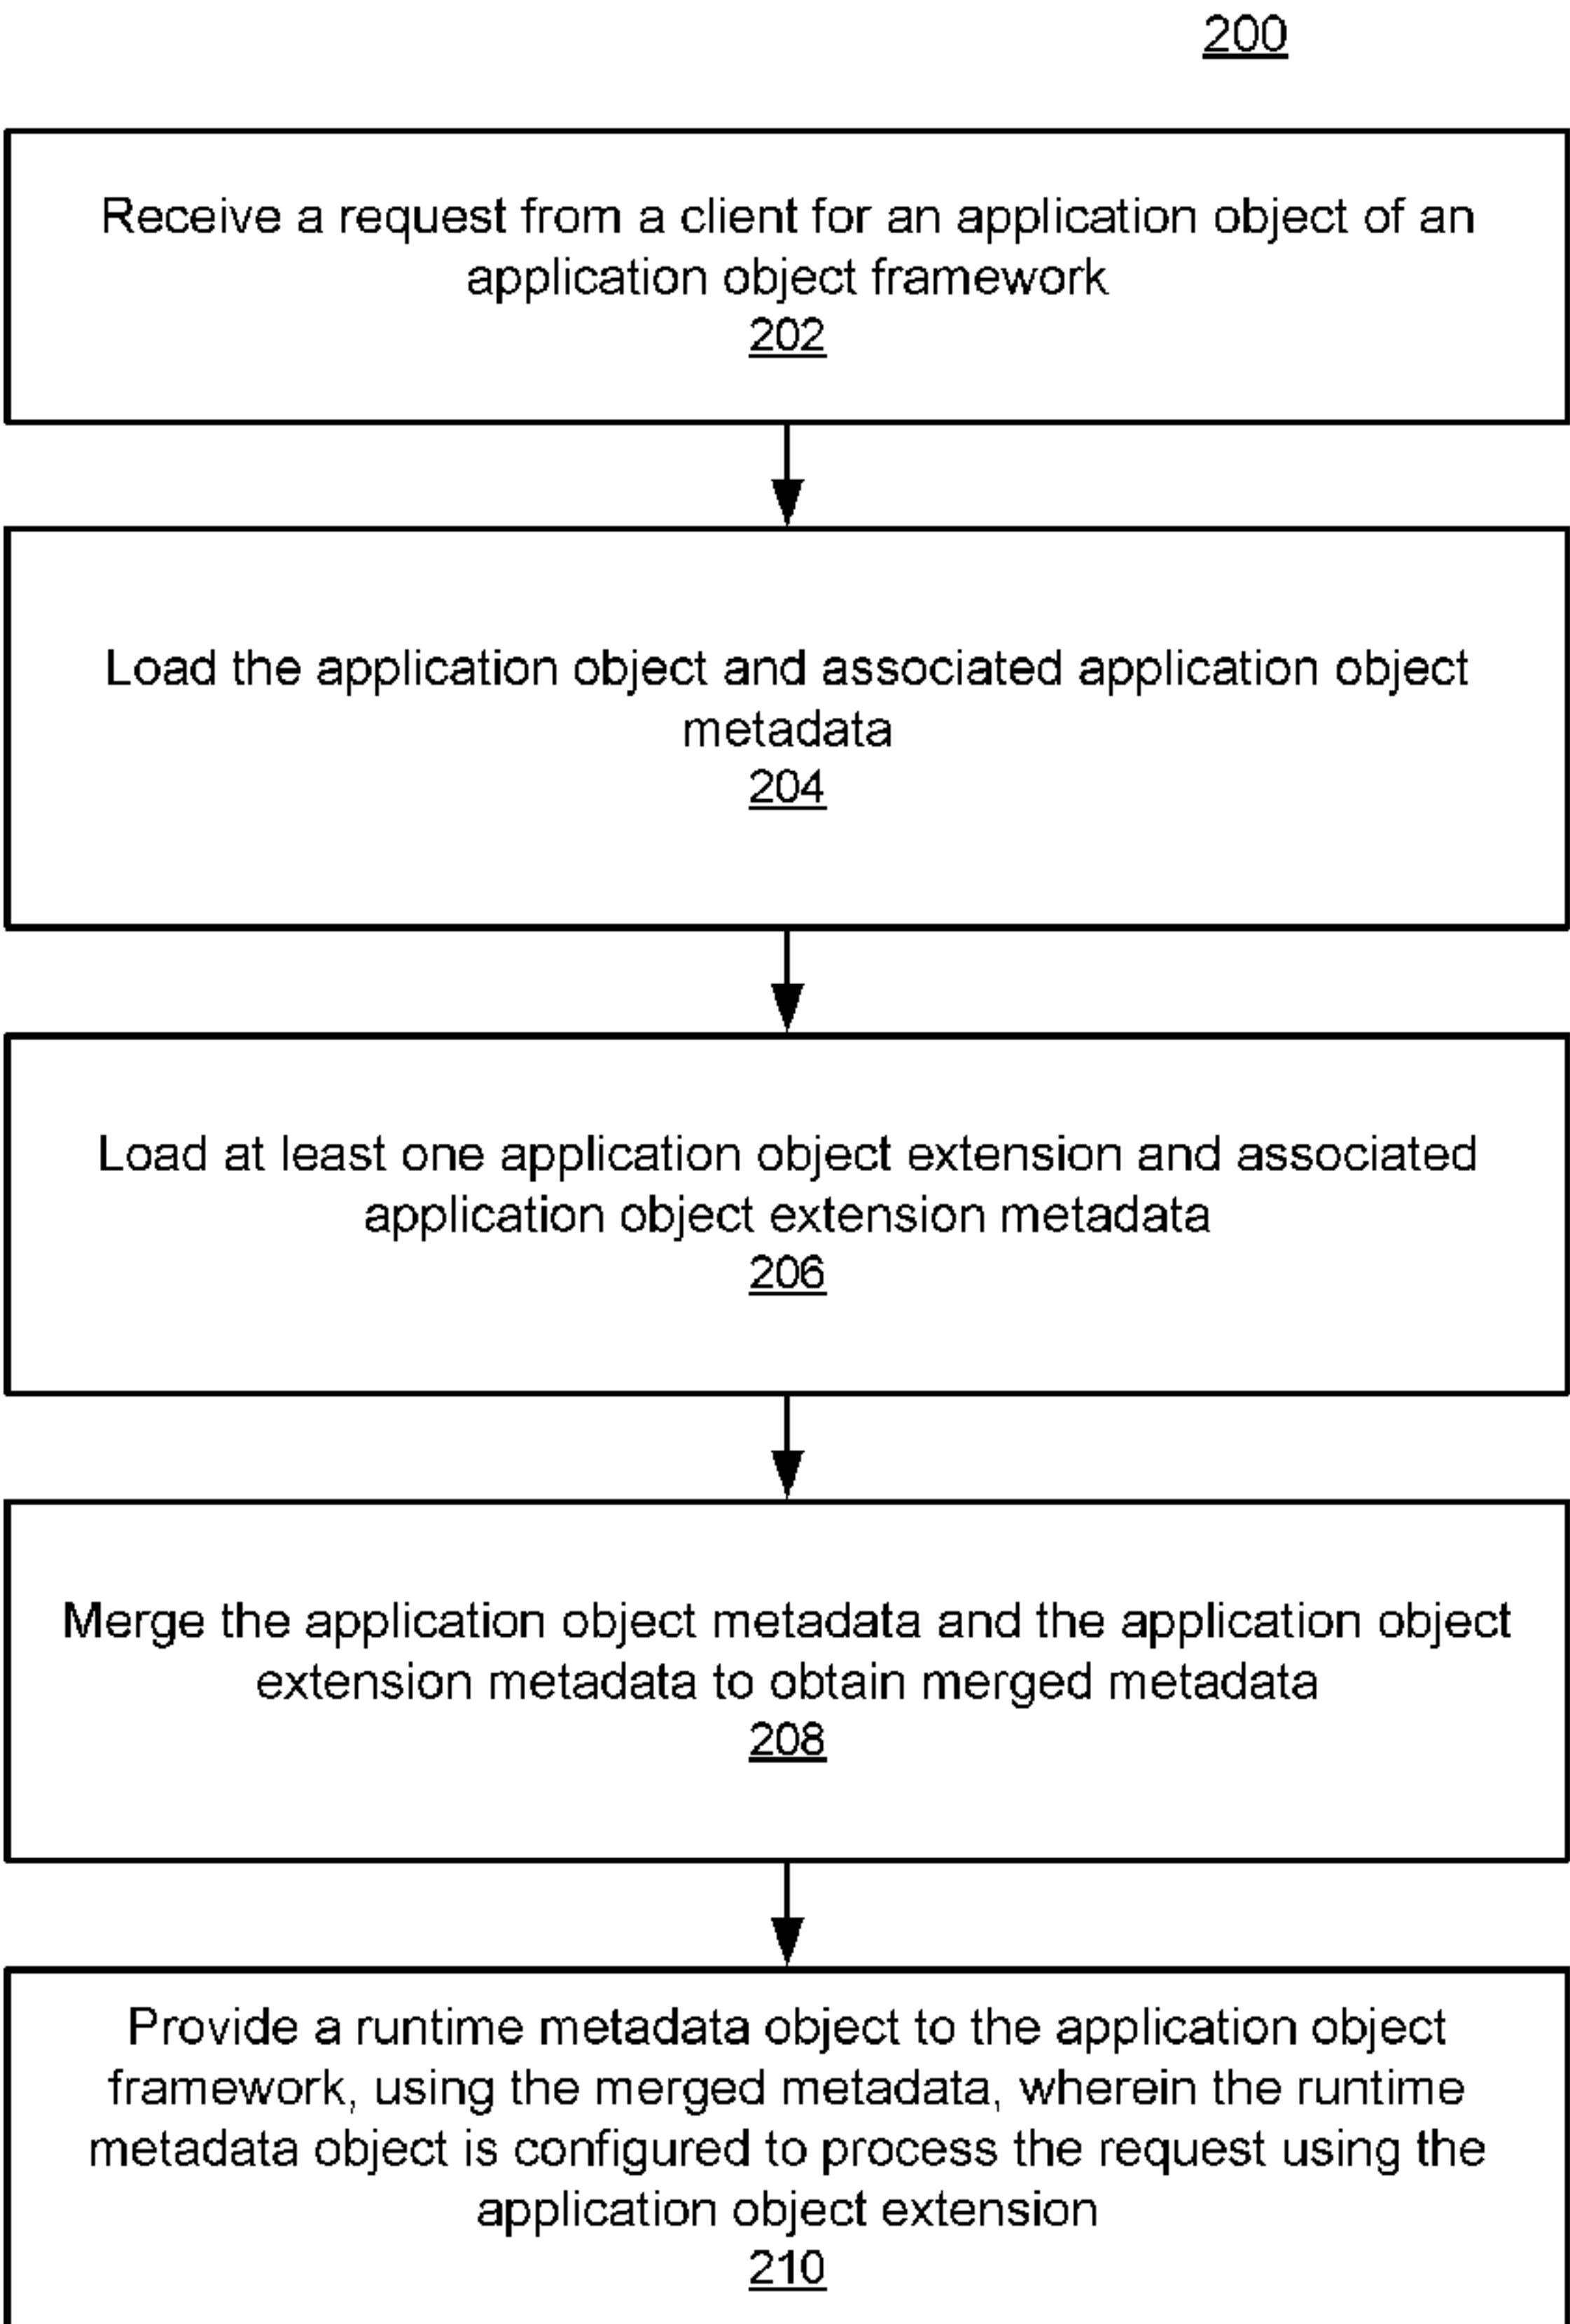 200
Receive a request from a client for an application object of an
application object framework
202
Load the application object and associated application object
metadata
204
Load at least one application object extension and associated
application object extension metadata
206
Merge the application object metadata and the application object
extension metadata to obtain merged metadata
208
Provide a runtime metadata object to the application object
framework, using the merged metadata, wherein the runtime
metadata object is configured to process the request using the
application object extension
210